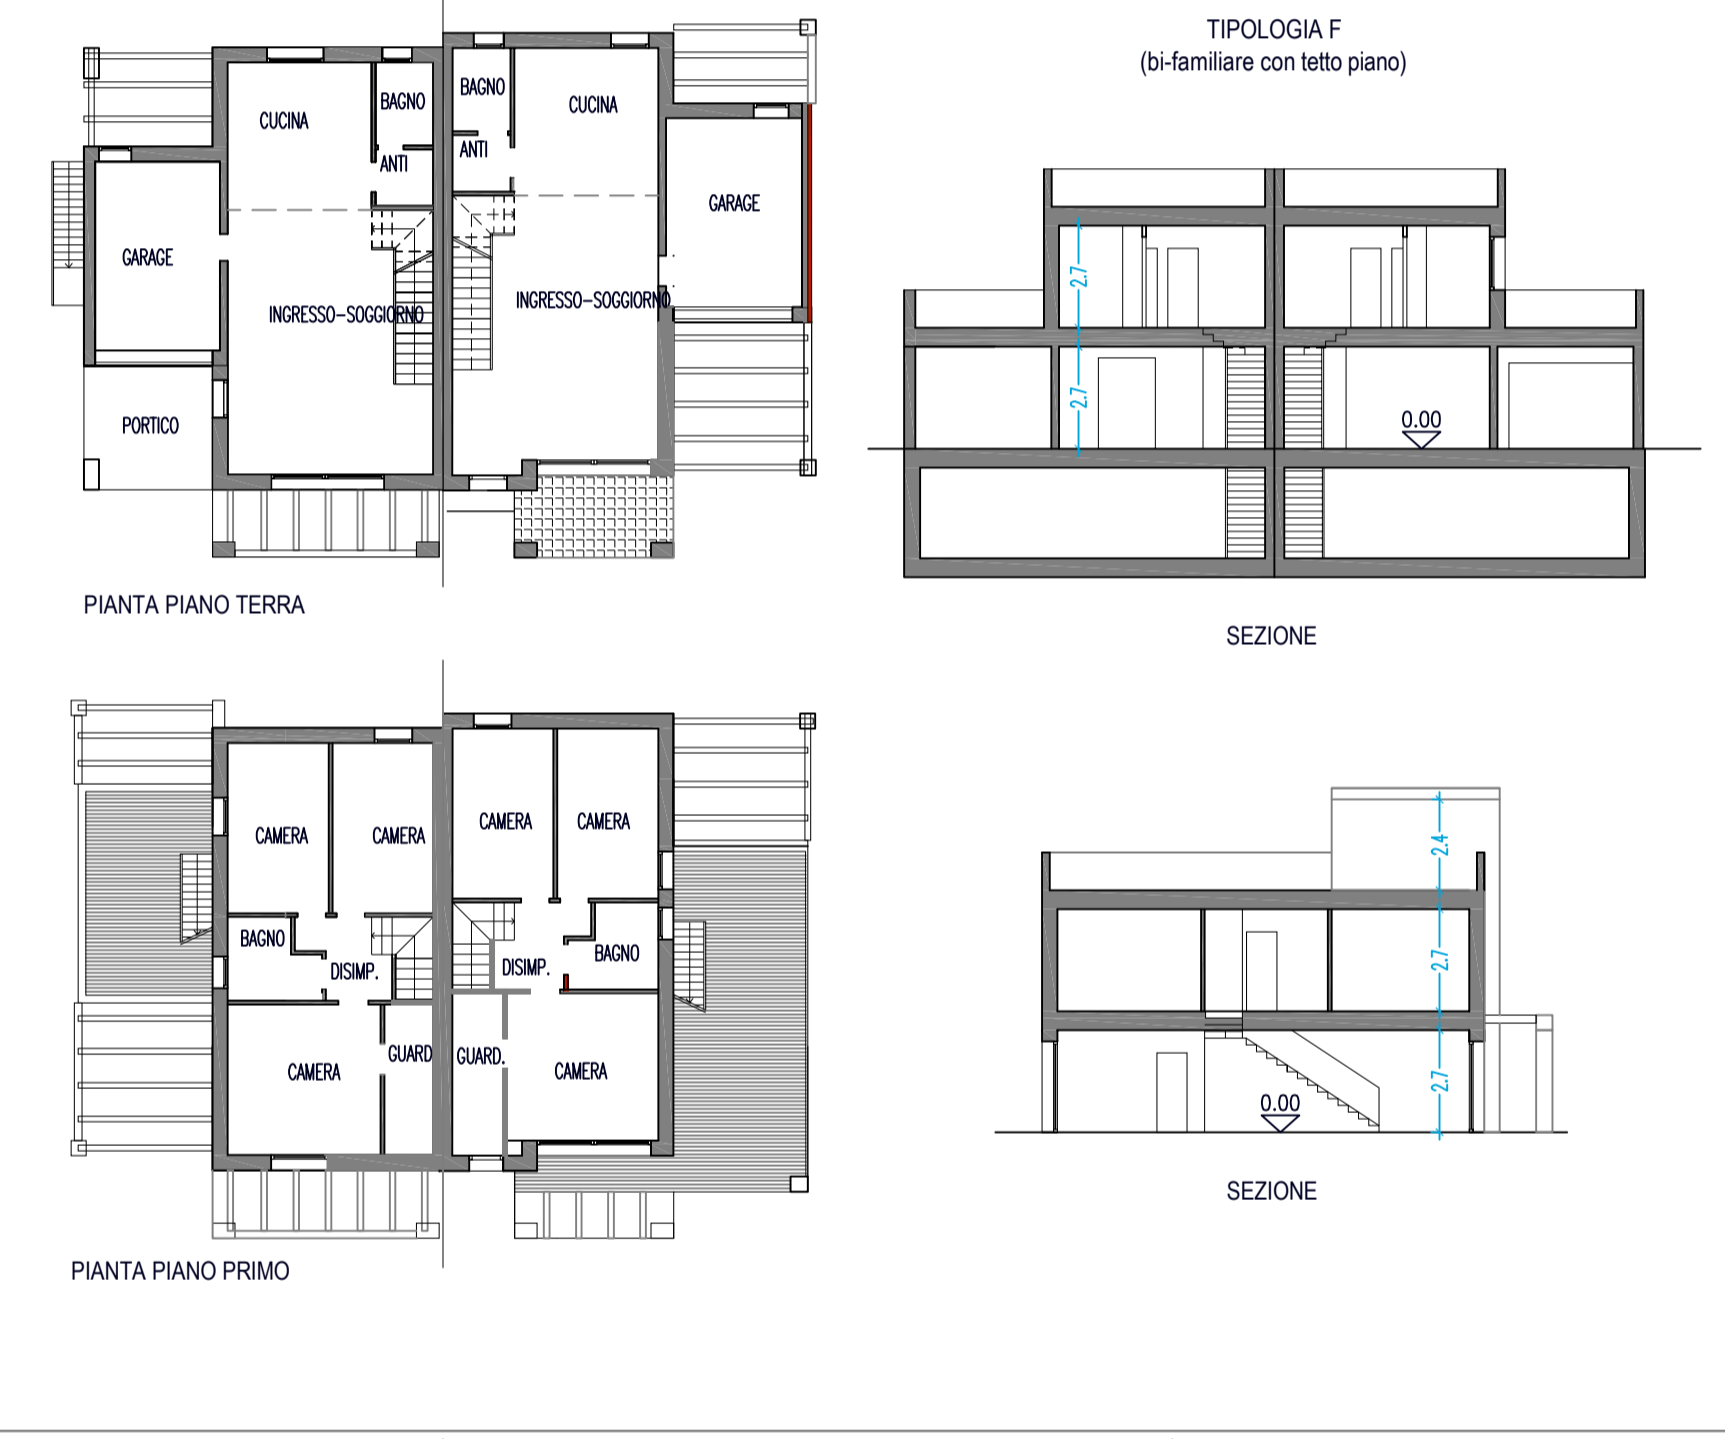 TIPOLOGIA F
(bi-familiare con tetto piano)
CUCINA
BAGNO
ANTI
GARAGE
INGRESSO-SOGGIORNO
PORTICO
BAGNO
CUCINA
ANTI
GARAGE
INGRESSO-SOGGIORNO
PIANTA PIANO TERRA
2.7
2.7
0.00
SEZIONE
CAMERA
CAMERA
BAGNO
DISIMP.
CAMERA
GUARD
CAMERA
CAMERA
DISIMP.
BAGNO
GUARD.
CAMERA
PIANTA PIANO PRIMO
2.4
2.7
2.7
0.00
SEZIONE